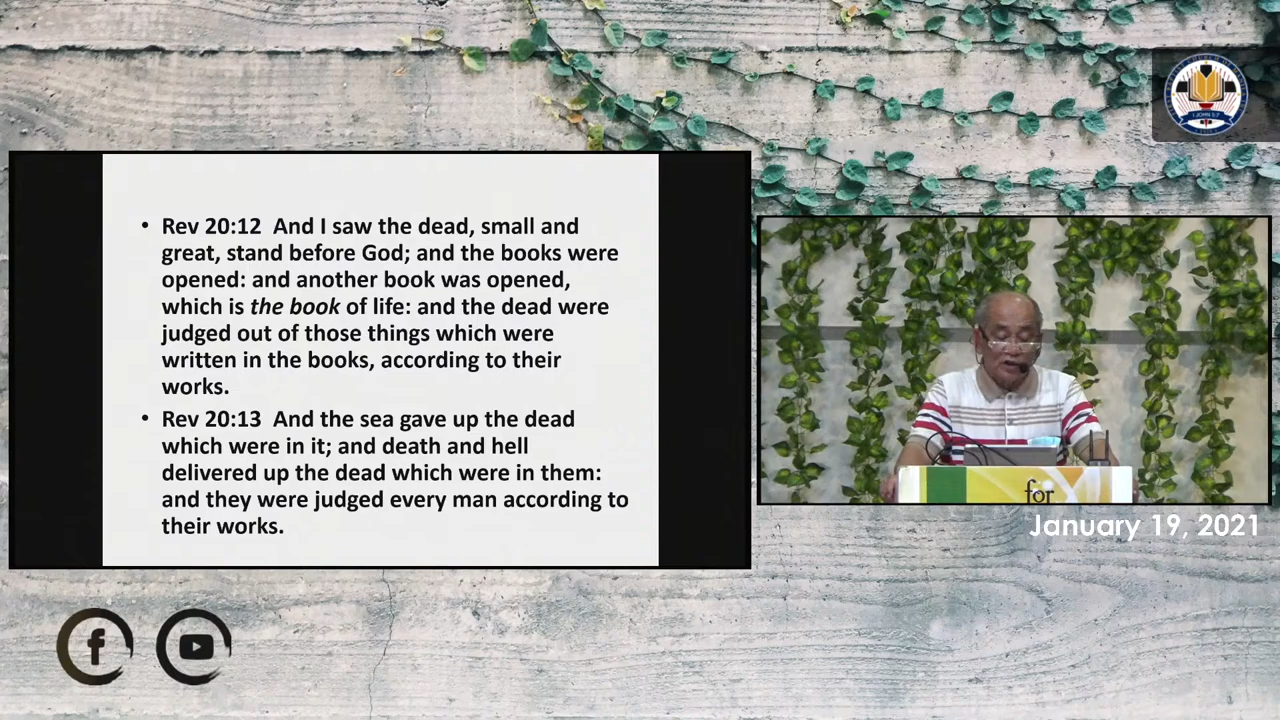 • Rev 20:12  And I saw the dead, small and
great, stand before God; and the books were
opened: and another book was opened,
which is the book of life: and the dead were
judged out of those things which were
written in the books, according to their
works.
• Rev 20:13  And the sea gave up the dead
which were in it; and death and hell
delivered up the dead which were in them:
and they were judged every man according to
their works.
for
January 19, 2021
1 JOHN 5:7